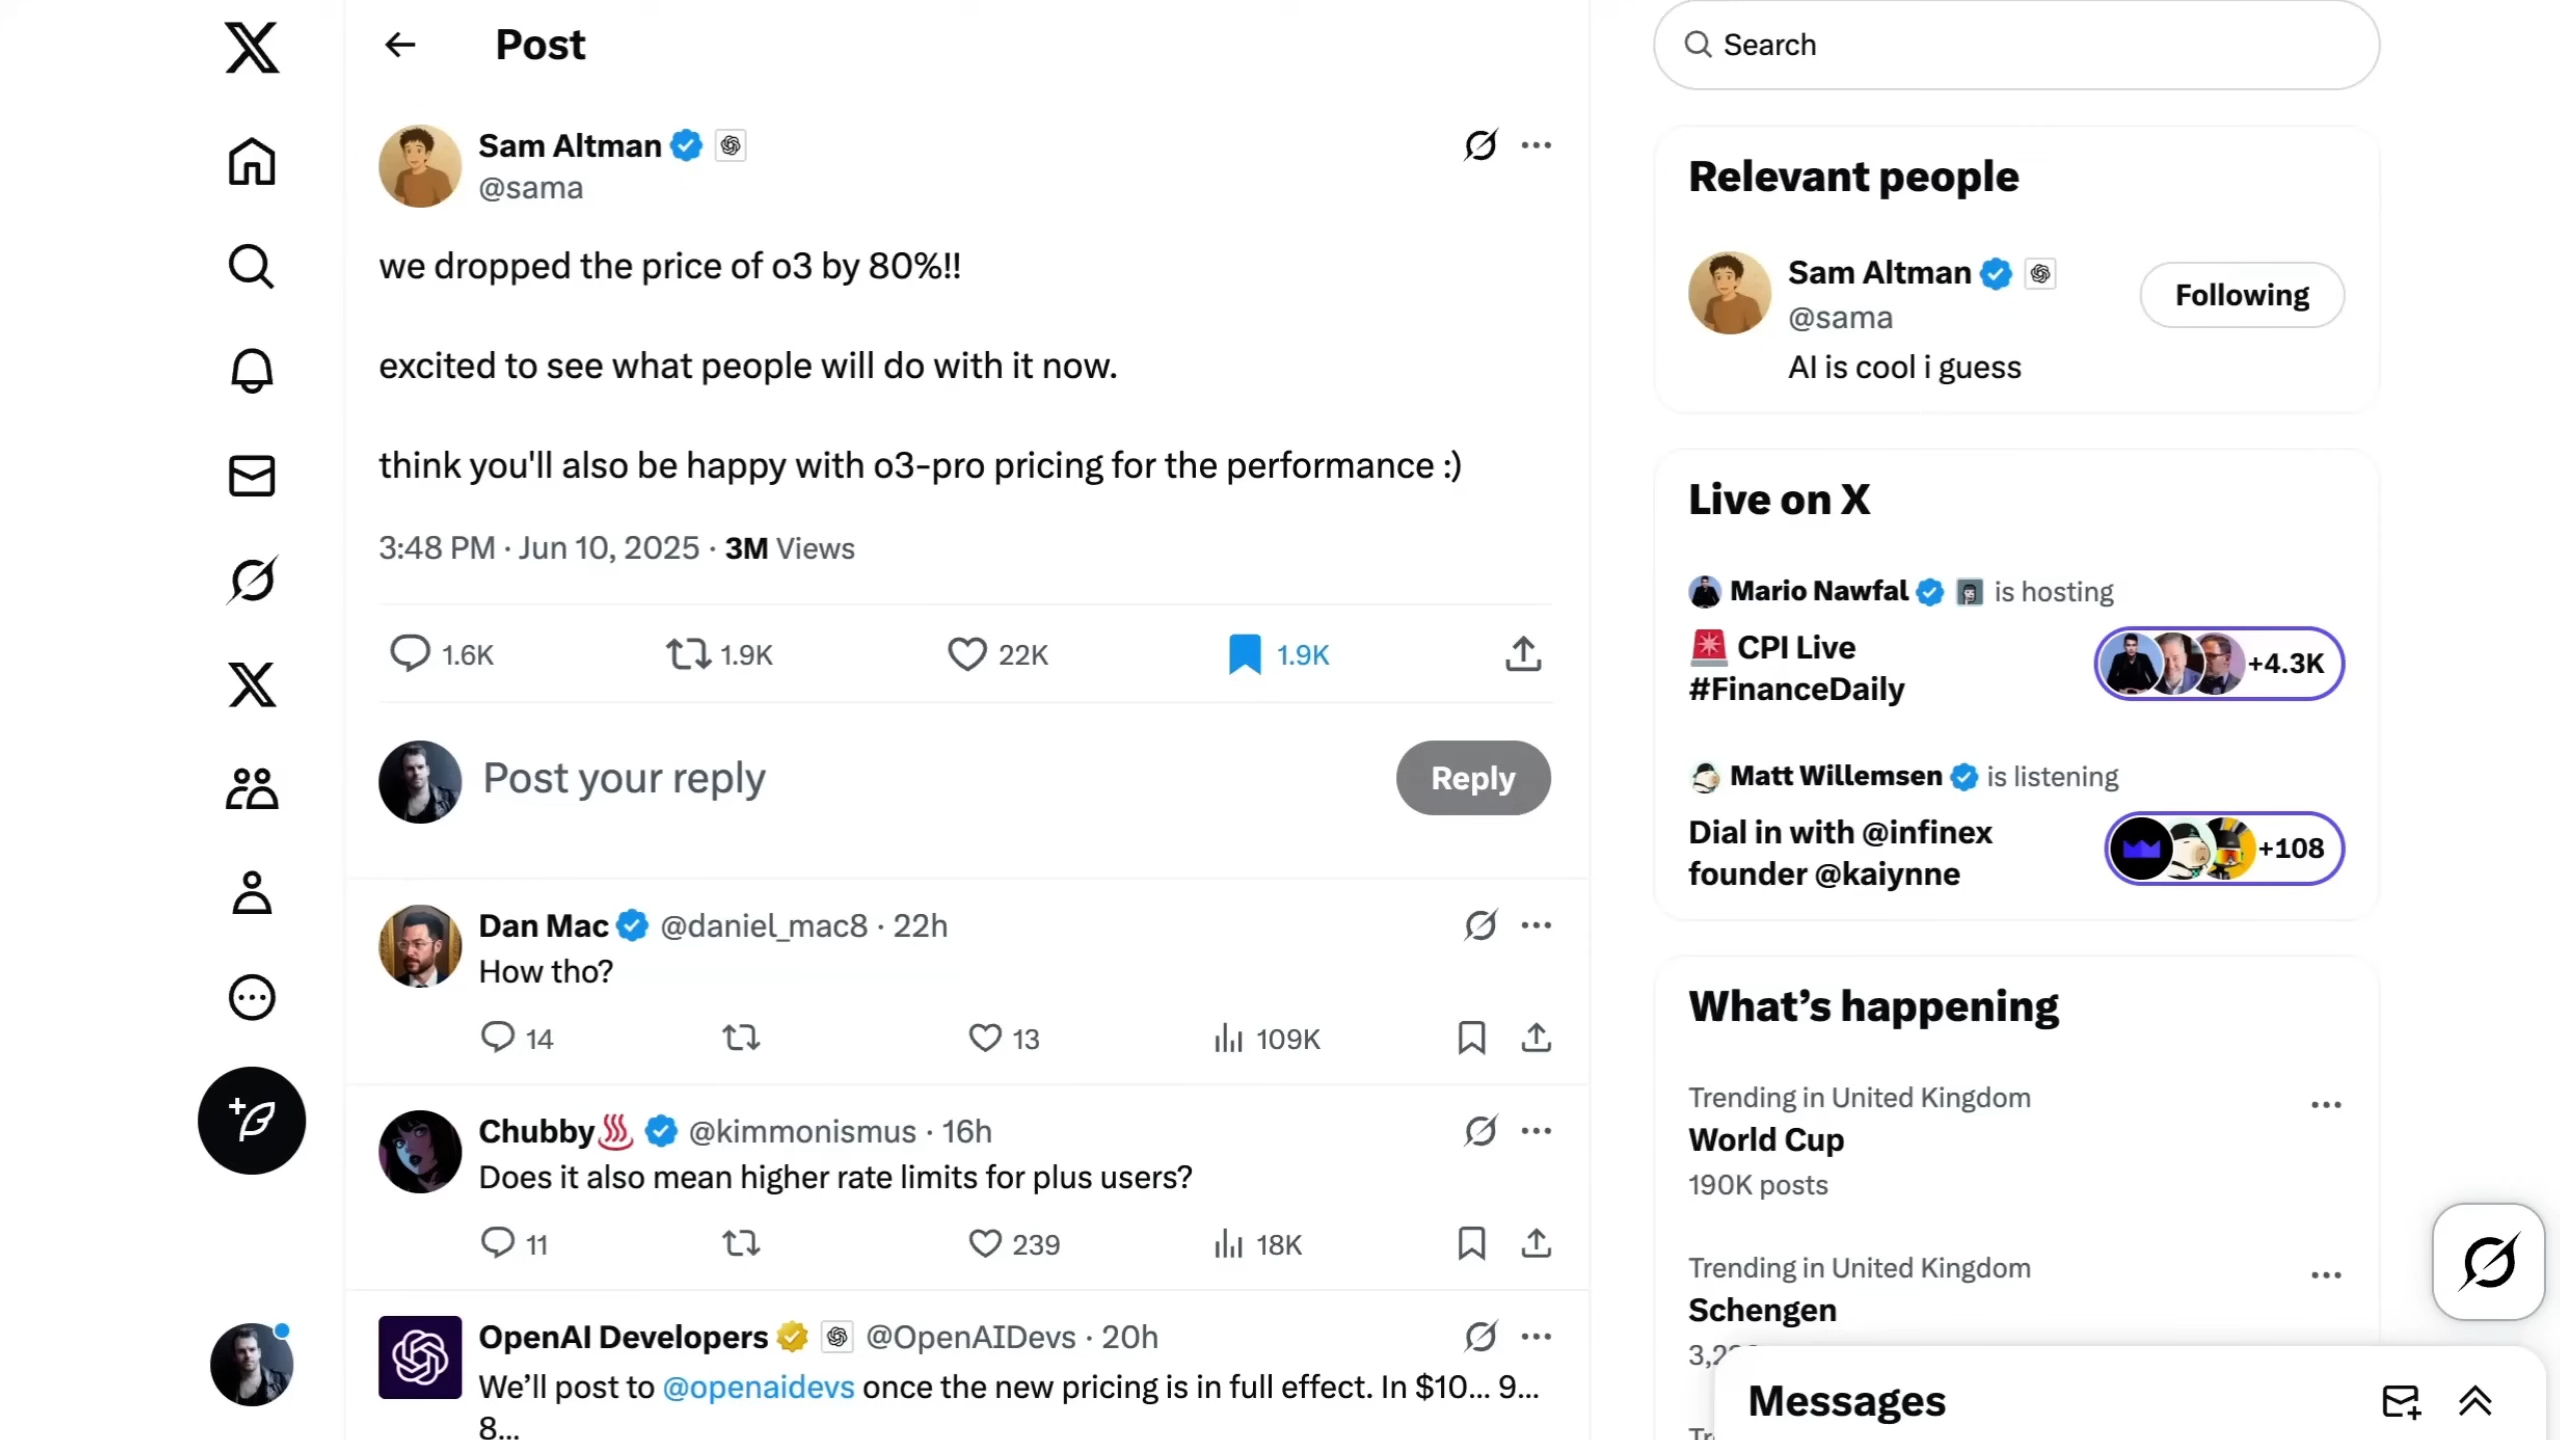 Post
Sam Altman
@sama
we dropped the price of o3 by 80%!!
excited to see what people will do with it now.
think you'll also be happy with o3-pro pricing for the performance :)
3:48 PM · Jun 10, 2025 · 3M Views
1.6K 1.9K 22K 1.9K
Post your reply
Reply
Dan Mac @daniel_mac8 · 22h
How tho?
14 13 109K
Chubby♨️ @kimmonismus · 16h
Does it also mean higher rate limits for plus users?
11 239 18K
OpenAI Developers @OpenAIDevs · 20h
We’ll post to @openaidevs once the new pricing is in full effect. In $10... 9...
8...
Search
Relevant people
Sam Altman
@sama
Following
AI is cool i guess
Live on X
Mario Nawfal is hosting
🚨 CPI Live
#FinanceDaily
+4.3K
Matt Willemsen is listening
Dial in with @infinex
founder @kaiynne
+108
What’s happening
Trending in United Kingdom
World Cup
190K posts
Trending in United Kingdom
Schengen
Messages